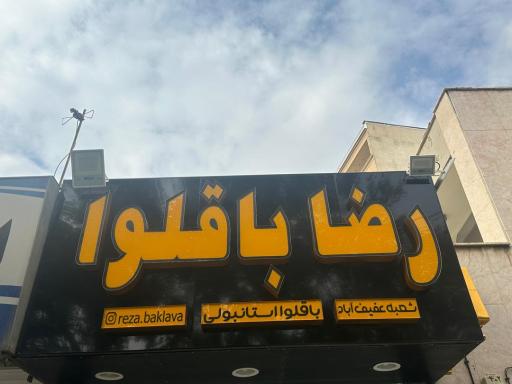 رضا باقلوا
شعبه عفیف آباد باقلوا استانبولی reza.baklava